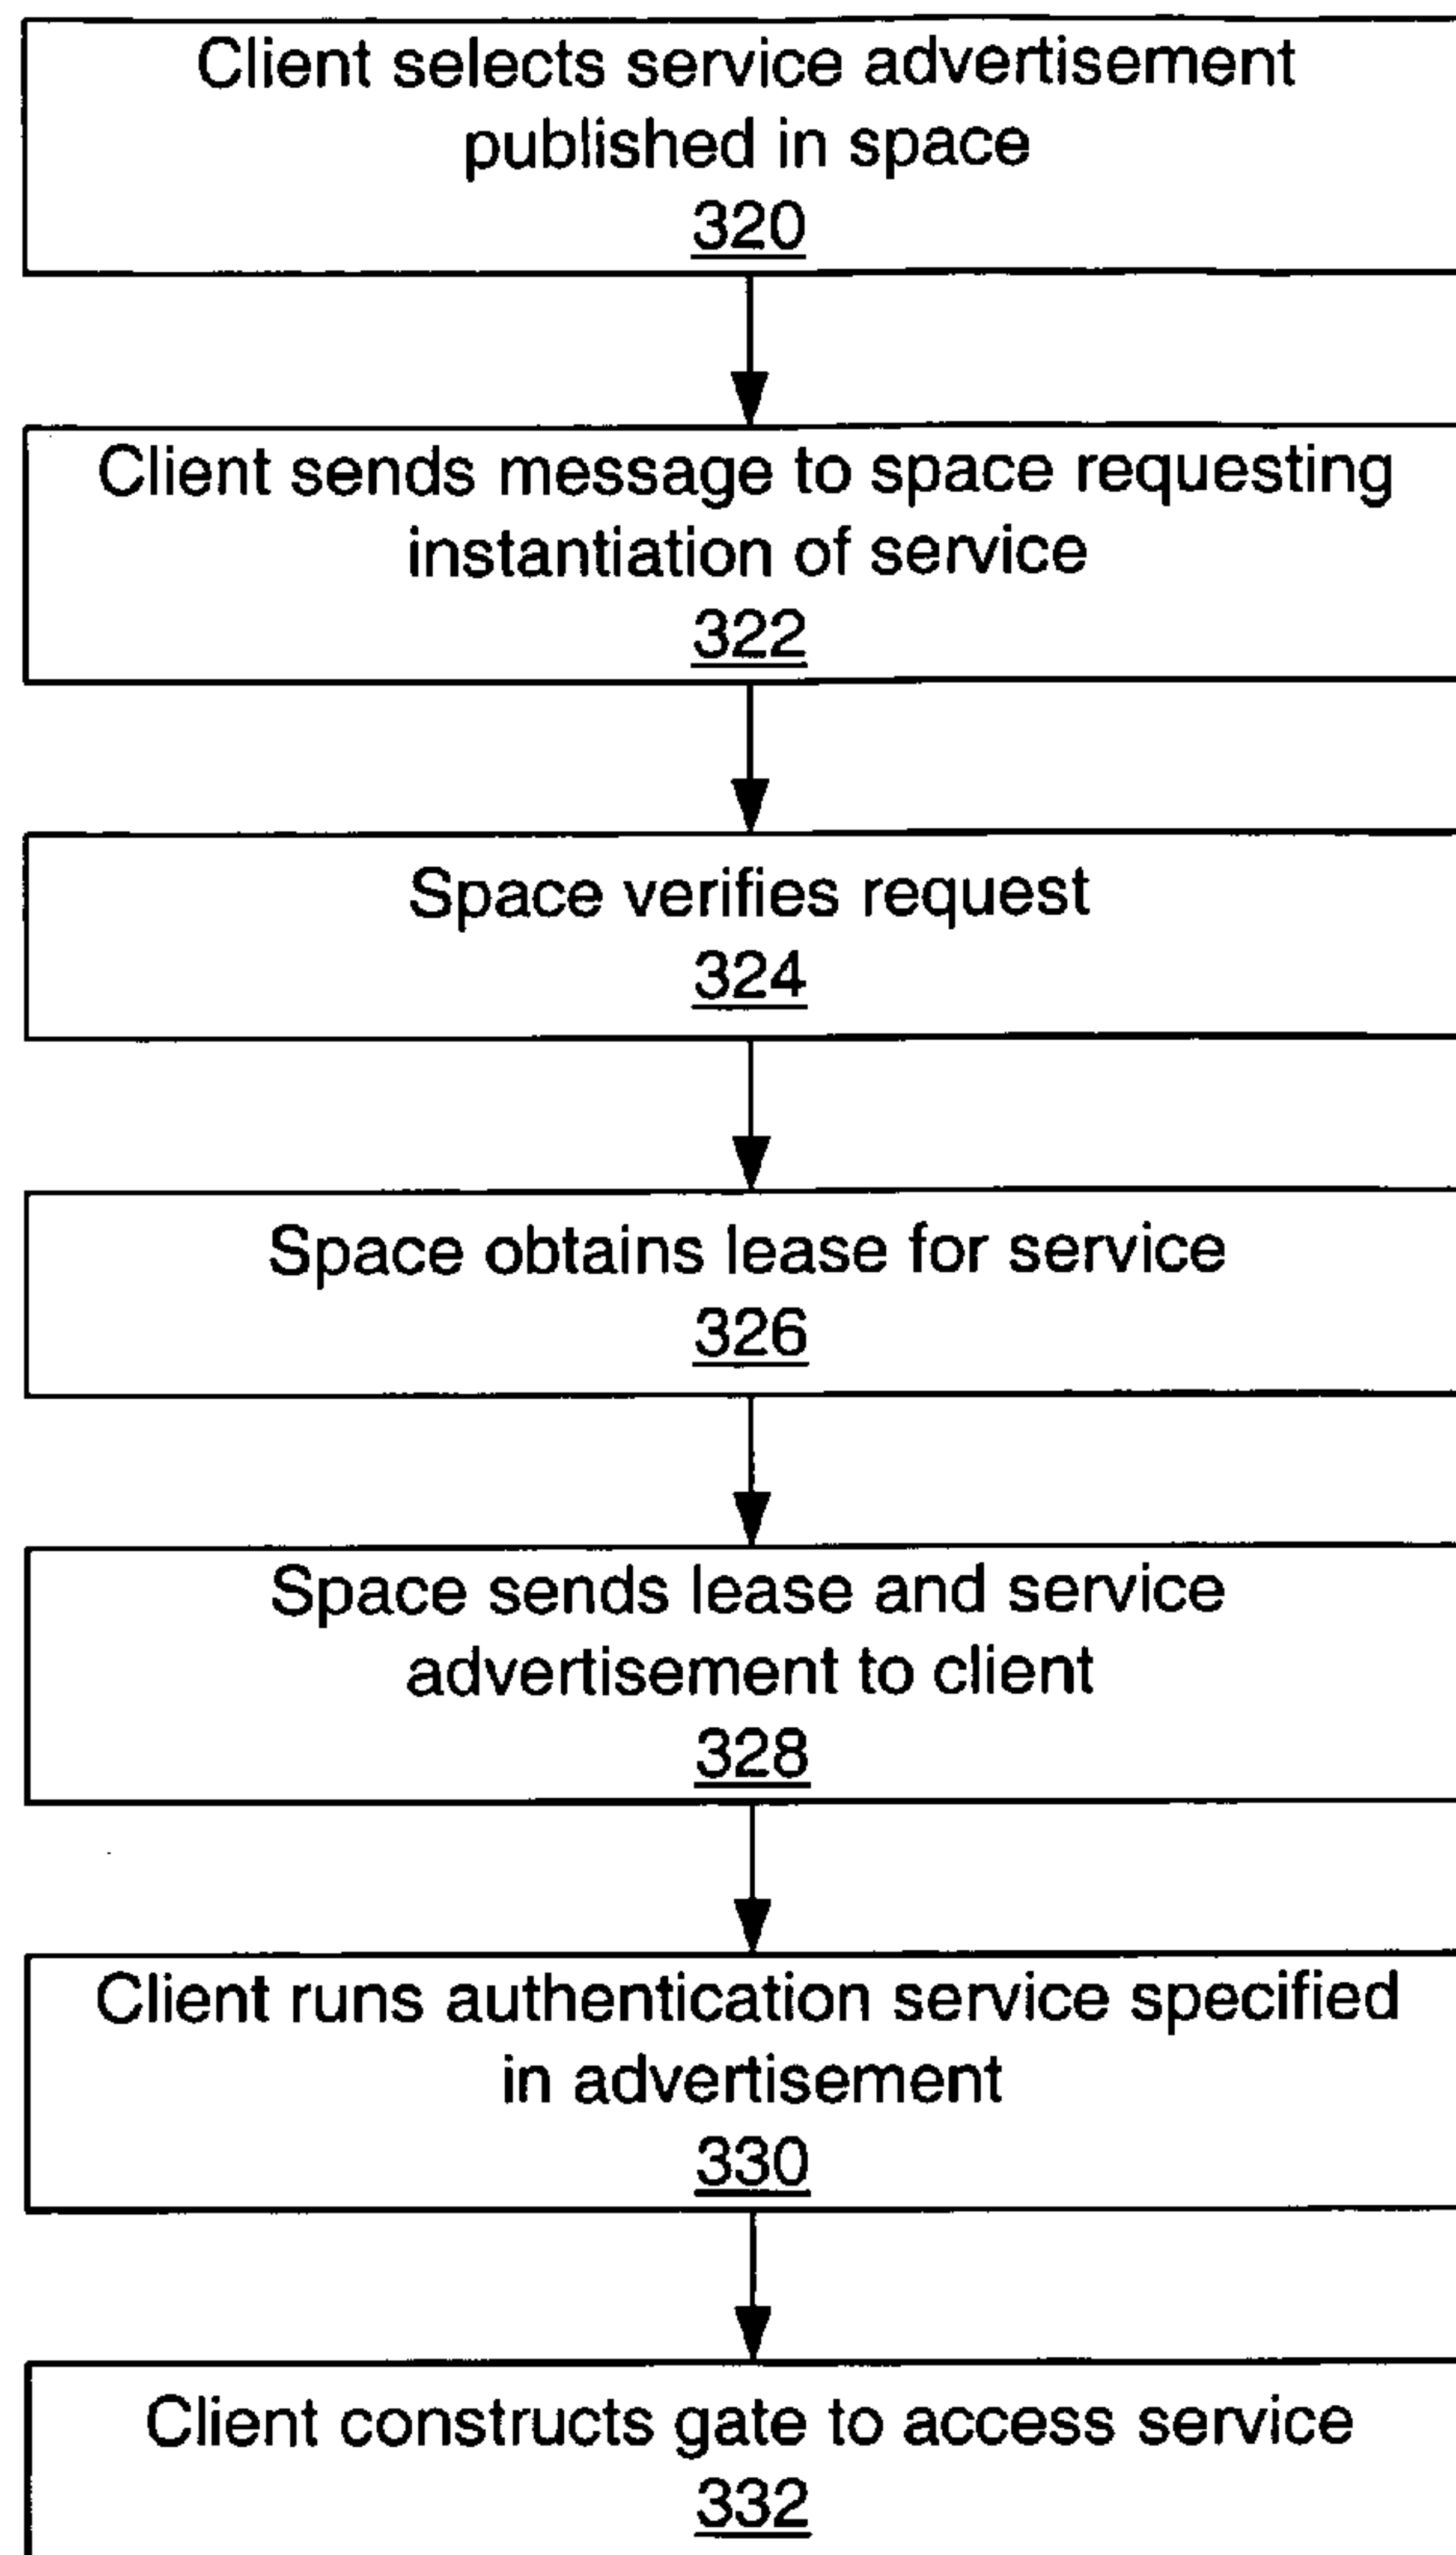 Client selects service advertisement
published in space
320
Client sends message to space requesting
instantiation of service
322
Space verifies request
324
Space obtains lease for service
326
Space sends lease and service
advertisement to client
328
Client runs authentication service specified
in advertisement
330
Client constructs gate to access service
332